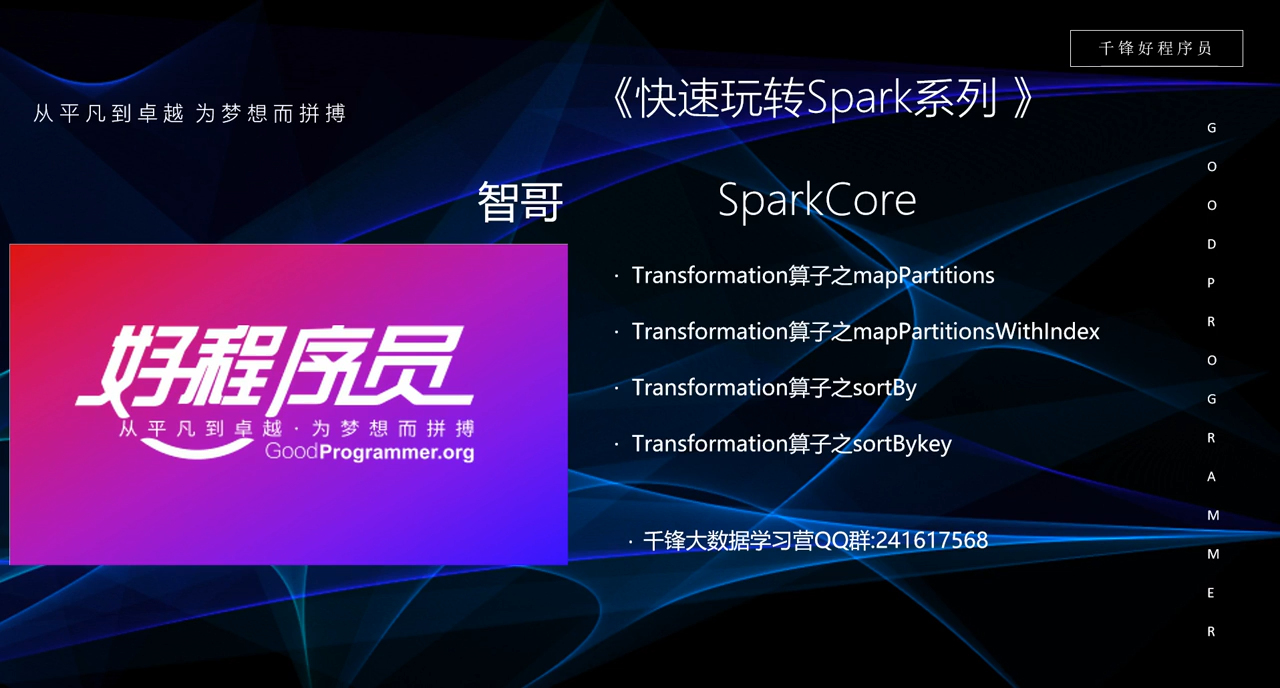 千锋好程序员
从平凡到卓越 为梦想而拼搏
《快速玩转Spark系列 》
智哥
SparkCore
· Transformation算子之mapPartitions
· Transformation算子之mapPartitionsWithIndex
· Transformation算子之sortBy
· Transformation算子之sortBykey
· 千锋大数据学习营QQ群:241617568
好程序员
从平凡到卓越·为梦想而拼搏
GoodProgrammer.org
GOODPROGRAMMER